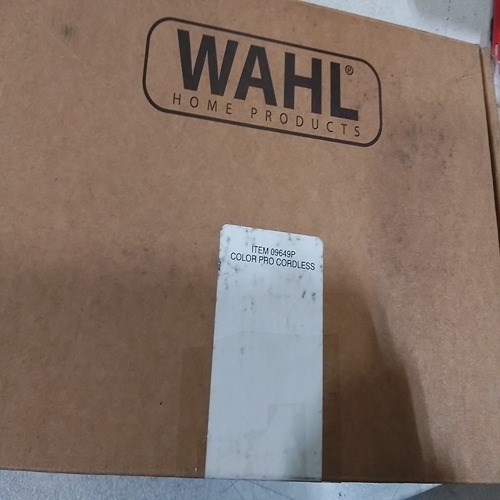 WAHL®
HOME PRODUCTS
ITEM 09649P
COLOR PRO CORDLESS